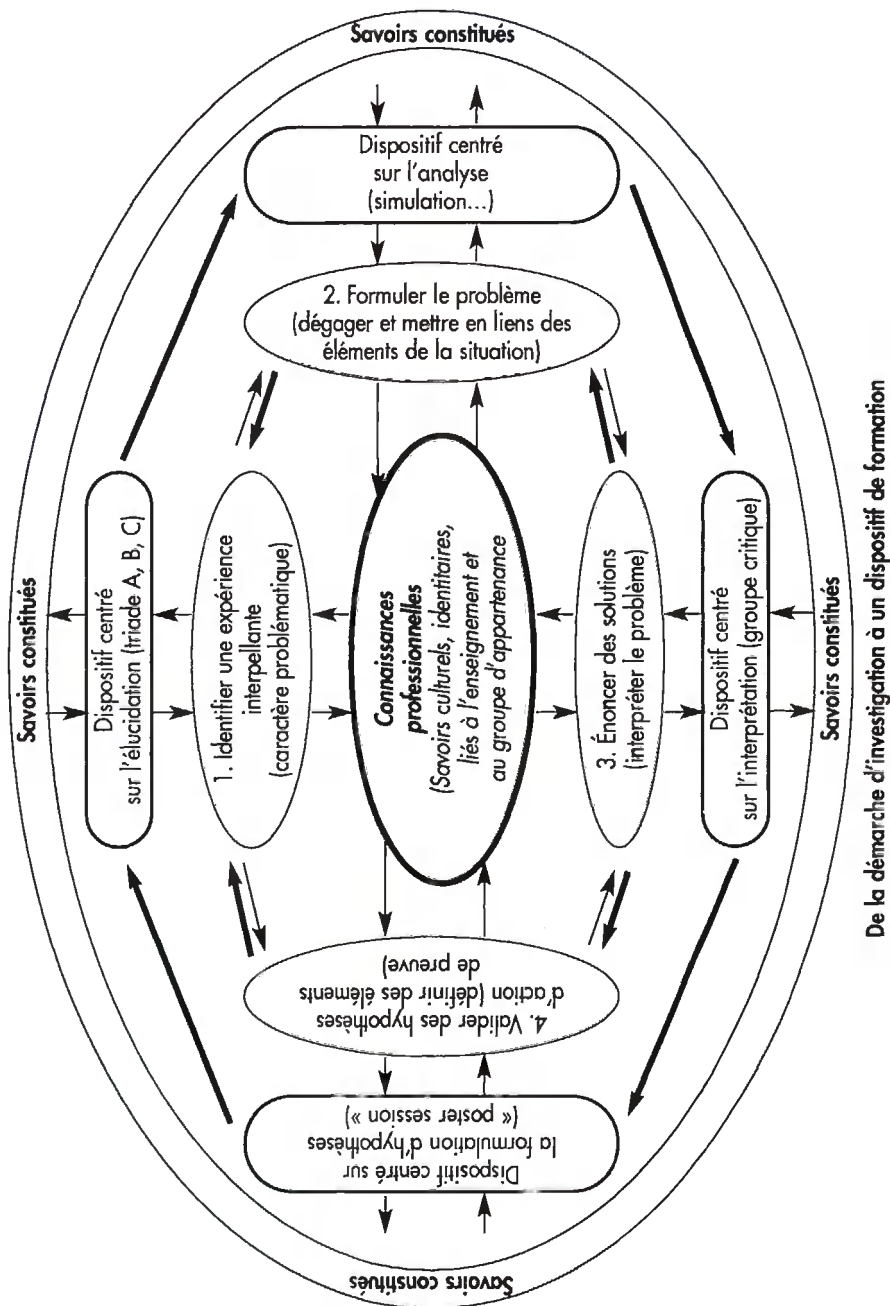 Savoirs constitués
Dispositif centré
sur l'élucidation (triade A, B, C)
1. Identifier une expérience
interpellante
(caractère problématique)
Savoirs constitués
Dispositif centré
sur l'analyse
(simulation...)
2. Formuler le problème
(dégager et mettre en liens des
éléments de la situation)
Connaissances
professionnelles
(Savoirs culturels, identitaires,
liés à l'enseignement et
au groupe d'appartenance
3. Énoncer des solutions
(interpréter le problème)
Dispositif centré
sur l'interprétation (groupe critique)
Savoirs constitués
4. Valider des hypothèses
d'action (définir des éléments
de preuve)
Dispositif centré sur
la formulation d'hypothèses
(« poster session »)
Savoirs constitués
De la démarche d'investigation à un dispositif de formation